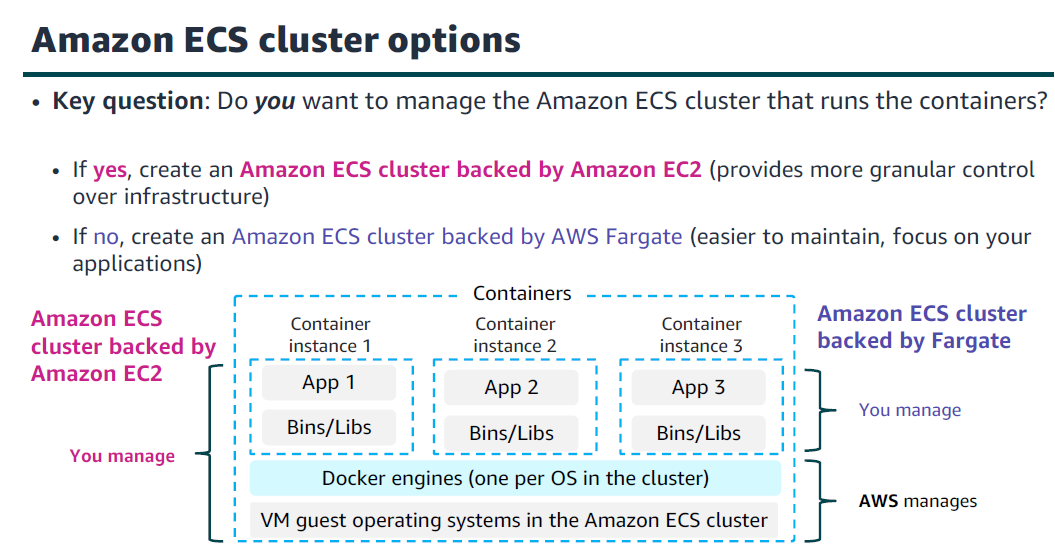 Amazon ECS cluster options
• Key question: Do you want to manage the Amazon ECS cluster that runs the containers?
• If yes, create an Amazon ECS cluster backed by Amazon EC2 (provides more granular control
over infrastructure)
• If no, create an Amazon ECS cluster backed by AWS Fargate (easier to maintain, focus on your
applications)
Containers
Amazon ECS
cluster backed by
Amazon EC2
You manage
Container
instance 1
App 1
Bins/Libs
Container
instance 2
App 2
Bins/Libs
Container
instance 3
App 3
Bins/Libs
Docker engines (one per OS in the cluster)
VM guest operating systems in the Amazon ECS cluster
Amazon ECS cluster
backed by Fargate
You manage
AWS manages